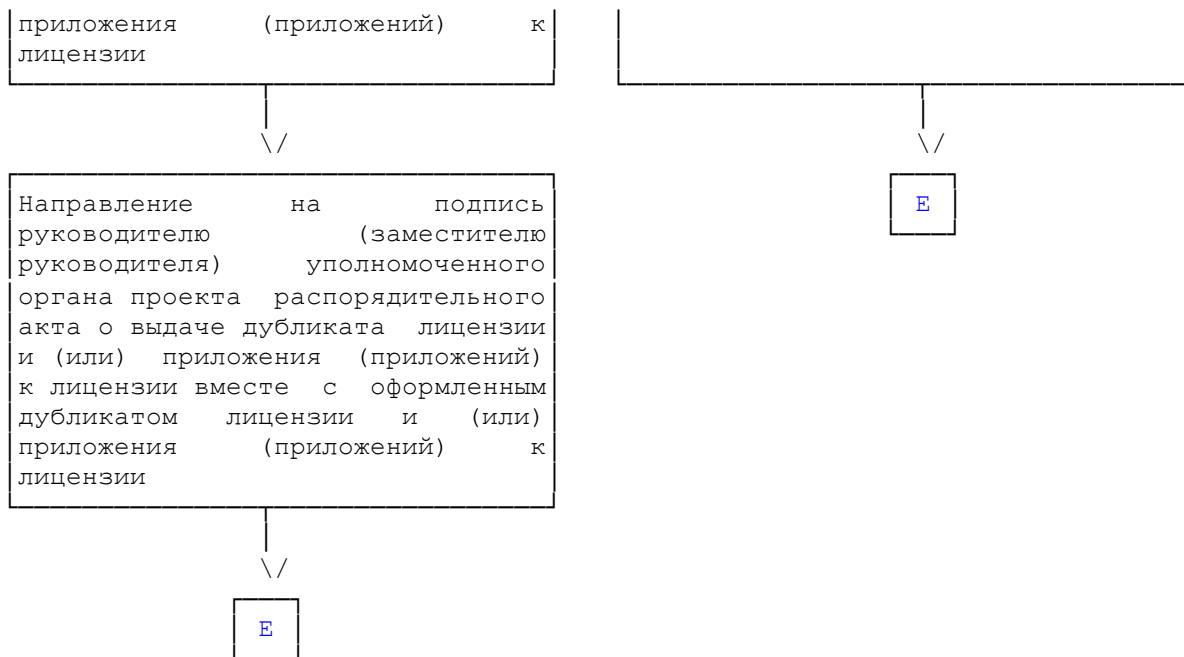 приложения (приложений) к
лицензии
\/
\/
Направление на подпись
руководителю (заместителю
руководителя) уполномоченного
органа проекта распорядительного
акта о выдаче дубликата лицензии
и (или) приложения (приложений)
к лицензии вместе с оформленным
дубликатом лицензии и (или)
приложения (приложений) к
лицензии
Е
\/
Е